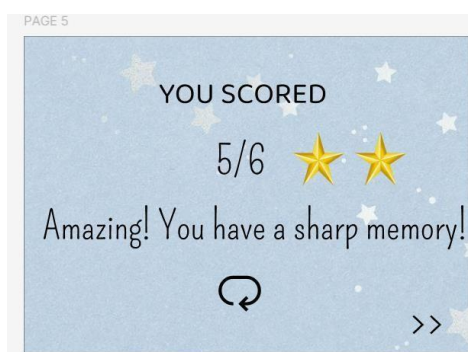 PAGE 5
YOU SCORED
5/6
Amazing! You have a sharp memory!
>>